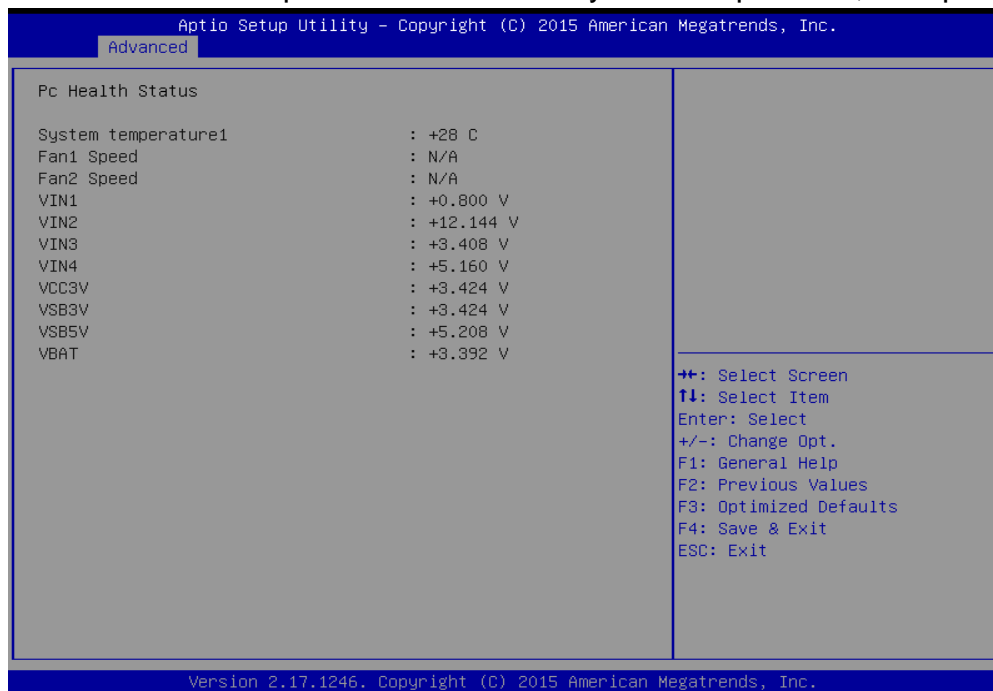 Aptio Setup Utility – Copyright (C) 2015 American Megatrends, Inc.
Advanced
Pc Health Status
System temperature1 : +28 C
Fan1 Speed : N/A
Fan2 Speed : N/A
VIN1 : +0.800 V
VIN2 : +12.144 V
VIN3 : +3.408 V
VIN4 : +5.160 V
VCC3V : +3.424 V
VSB3V : +3.424 V
VSB5V : +5.208 V
VBAT : +3.392 V
→←: Select Screen
↑↓: Select Item
Enter: Select
+/-: Change Opt.
F1: General Help
F2: Previous Values
F3: Optimized Defaults
F4: Save & Exit
ESC: Exit
Version 2.17.1246. Copyright (C) 2015 American Megatrends, Inc.